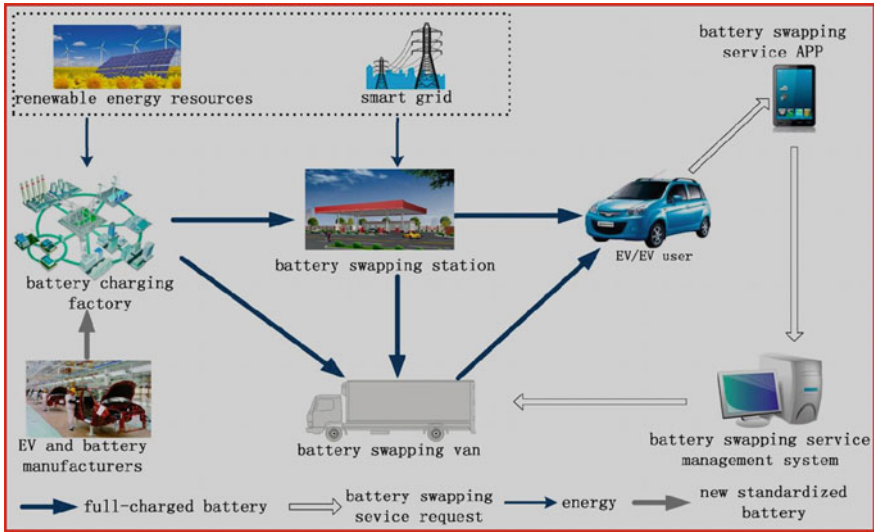 battery swapping
service APP
renewable energy resources
smart grid
battery charging
factory
battery swapping station
EV/EV user
EV and battery
manufacturers
battery swapping van
battery swapping service
management system
full-charged battery
battery swapping
sevice request
energy
new standardized
battery